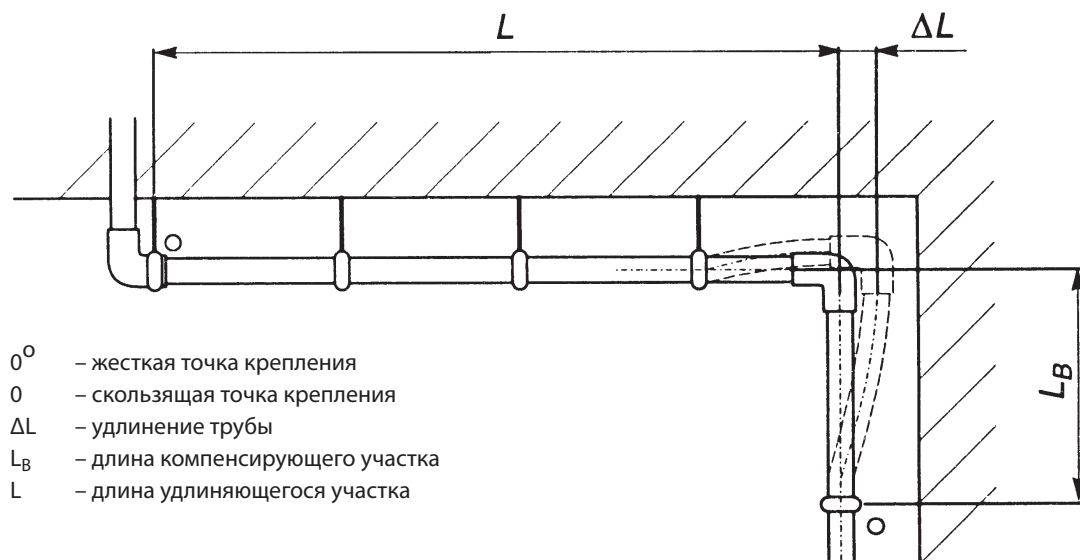 L
ΔL
L_B
0° – жесткая точка крепления
0 – скользящая точка крепления
ΔL – удлинение трубы
L_B – длина компенсирующего участка
L – длина удлиняющегося участка